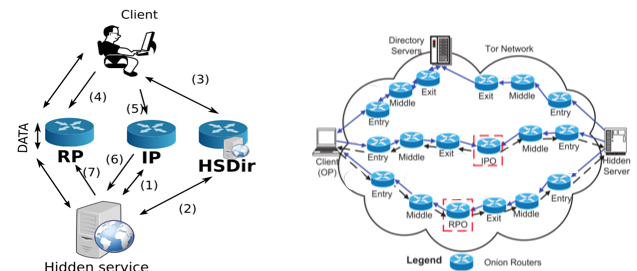 Client
(3)
(4)
(5)
DATA
RP
IP
HSDir
(7)
(6)
(1)
(2)
Hidden service
Directory
Servers
Tor Network
Exit
Middle
Entry
Exit
Middle
Entry
Client
(OP)
Entry
Middle
Exit
IPO
Middle
Entry
Hidden
Server
Entry
Middle
RPO
Exit
Middle
Entry
Legend
Onion Routers